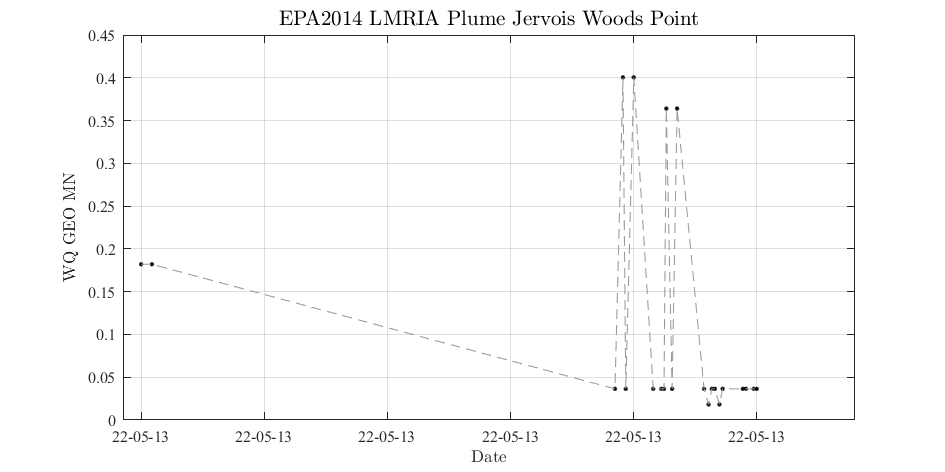 EPA2014 LMRIA Plume Jervois Woods Point
0.45
0.4
0.35
0.3
0.25
0.2
0.15
0.1
0.05
0
WQ GEO MN
22-05-13 22-05-13 22-05-13 22-05-13 22-05-13 22-05-13
Date